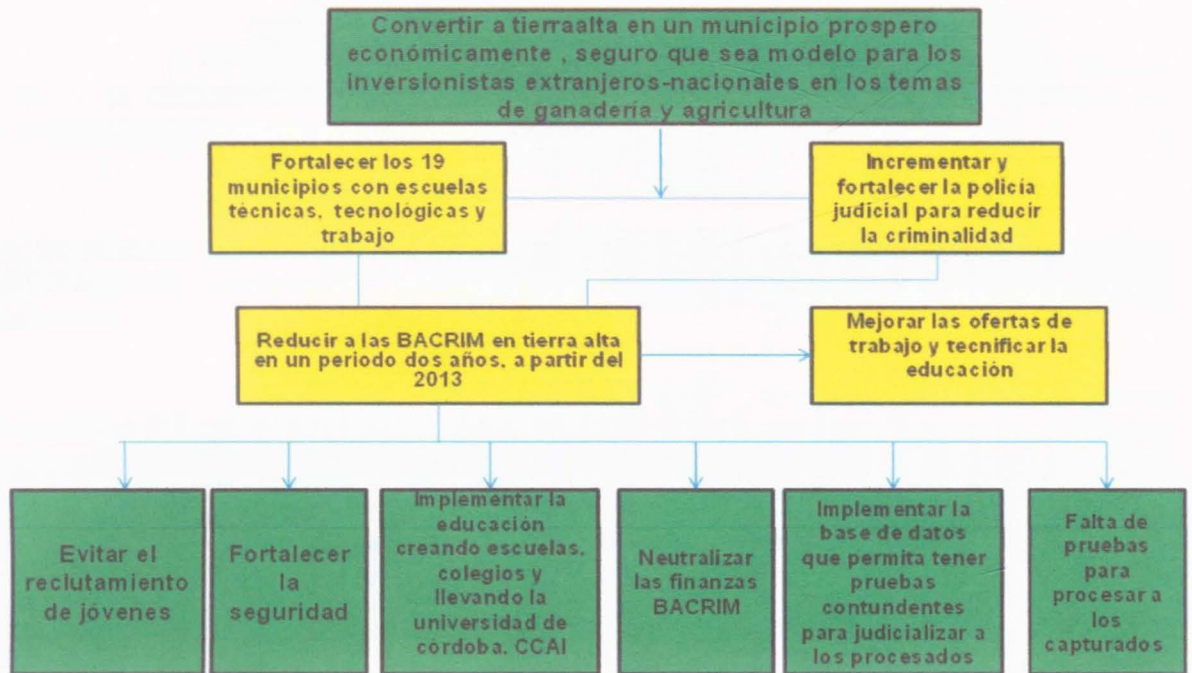 Convertir a tierraalta en un municipio prospero
económicamente , seguro que sea modelo para los
inversionistas extranjeros-nacionales en los temas
de ganadería y agricultura
Fortalecer los 19
municipios con escuelas
técnicas, tecnológicas y
trabajo
Incrementar y
fortalecer la policía
judicial para reducir
la criminalidad
Reducir a las BACRIM en tierra alta
en un periodo dos años, a partir del
2013
Mejorar las ofertas de
trabajo y tecnificar la
educación
Evitar el
reclutamiento
de jóvenes
Fortalecer
la
seguridad
Implementar la
educación
creando escuelas,
colegios y
llevando la
universidad de
córdoba. CCAI
Neutralizar
las finanzas
BACRIM
Implementar la
base de datos
que permita tener
pruebas
contundentes
para judicializar a
los procesados
Falta de
pruebas
para
procesar a
los
capturados